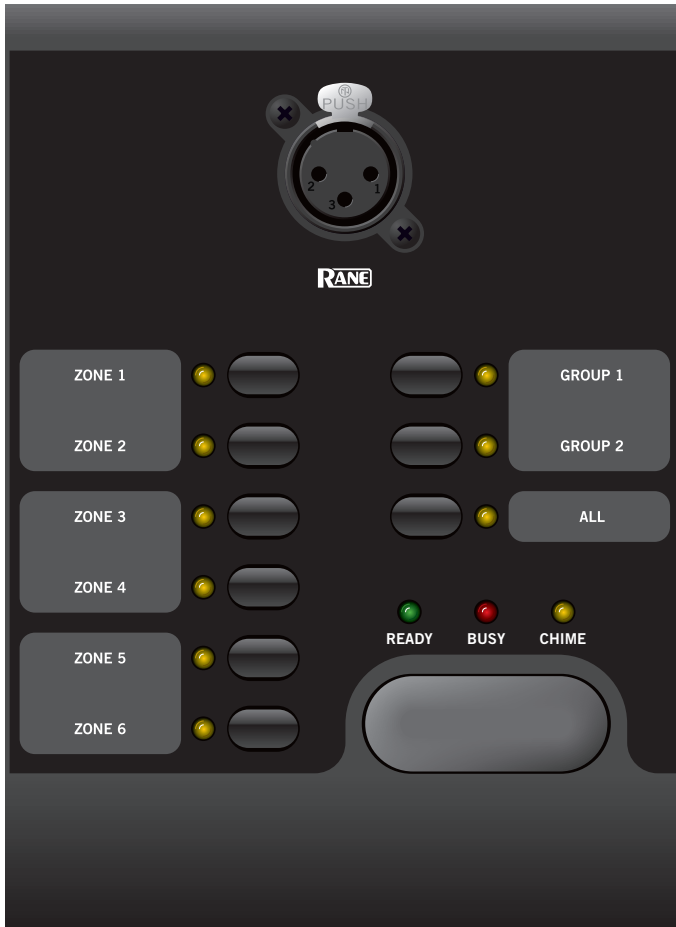 PUSH
2
1
3
RANE
ZONE 1
GROUP 1
ZONE 2
GROUP 2
ZONE 3
ALL
ZONE 4
READY BUSY CHIME
ZONE 5
ZONE 6